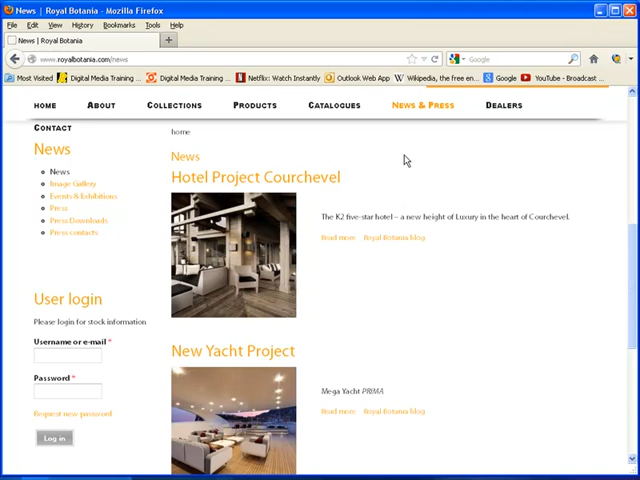 News | Royal Botania - Mozilla Firefox
File Edit View History Bookmarks Tools Help
News | Royal Botania
www.royalbotania.com/news
Google
Most Visited Digital Media Training ... Digital Media Training ... Netflix: Watch Instantly Outlook Web App Wikipedia, the free en... Google YouTube - Broadcast ...
HOME ABOUT COLLECTIONS PRODUCTS CATALOGUES NEWS & PRESS DEALERS
CONTACT
home
News
News
Image Gallery
Events & Exhibitions
Press
Press Downloads
Press contacts
User login
Please login for stock information
Username or e-mail *
Password *
Request new password
Log in
News
Hotel Project Courchevel
The K2 five-star hotel – a new height of Luxury in the heart of Courchevel.
Read more Royal Botania blog
New Yacht Project
Mega Yacht PRIMA
Read more Royal Botania blog